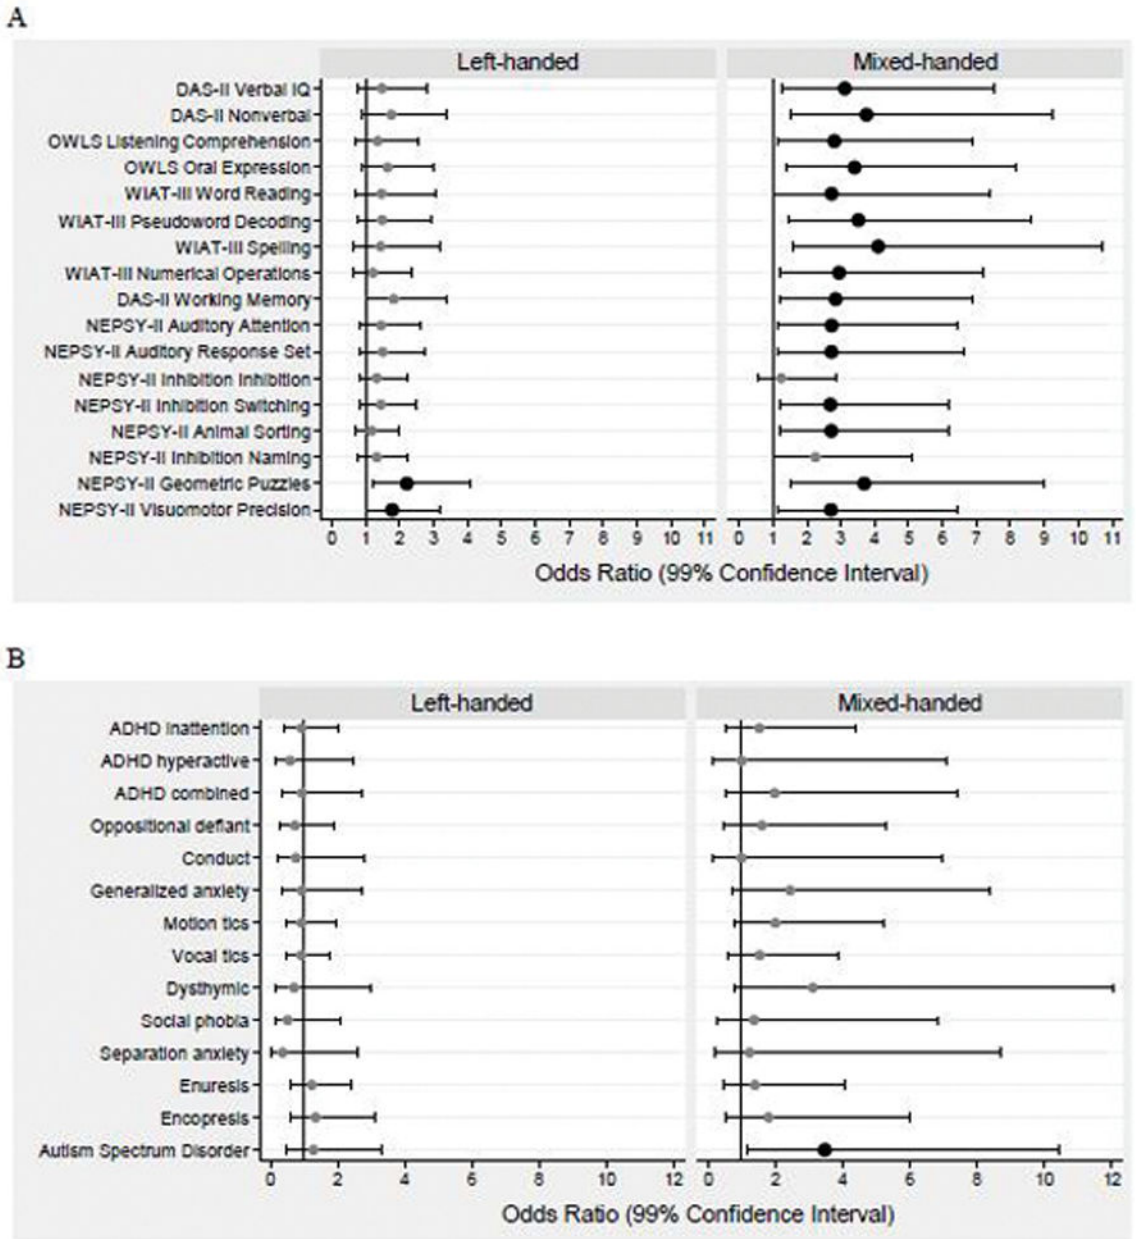 A
Left-handed Mixed-handed
DAS-II Verbal IQ
DAS-II Nonverbal
OWLS Listening Comprehension
OWLS Oral Expression
WIAT-III Word Reading
WIAT-III Pseudoword Decoding
WIAT-III Spelling
WIAT-III Numerical Operations
DAS-II Working Memory
NEPSY-II Auditory Attention
NEPSY-II Auditory Response Set
NEPSY-II Inhibition Inhibition
NEPSY-II Inhibition Switching
NEPSY-II Animal Sorting
NEPSY-II Inhibition Naming
NEPSY-II Geometric Puzzles
NEPSY-II Visuomotor Precision
0 1 2 3 4 5 6 7 8 9 10 11 0 1 2 3 4 5 6 7 8 9 10 11
Odds Ratio (99% Confidence Interval)
B
Left-handed Mixed-handed
ADHD inattention
ADHD hyperactive
ADHD combined
Oppositional defiant
Conduct
Generalized anxiety
Motion tics
Vocal tics
Dysthymic
Social phobia
Separation anxiety
Enuresis
Encopresis
Autism Spectrum Disorder
0 2 4 6 8 10 12 0 2 4 6 8 10 12
Odds Ratio (99% Confidence Interval)